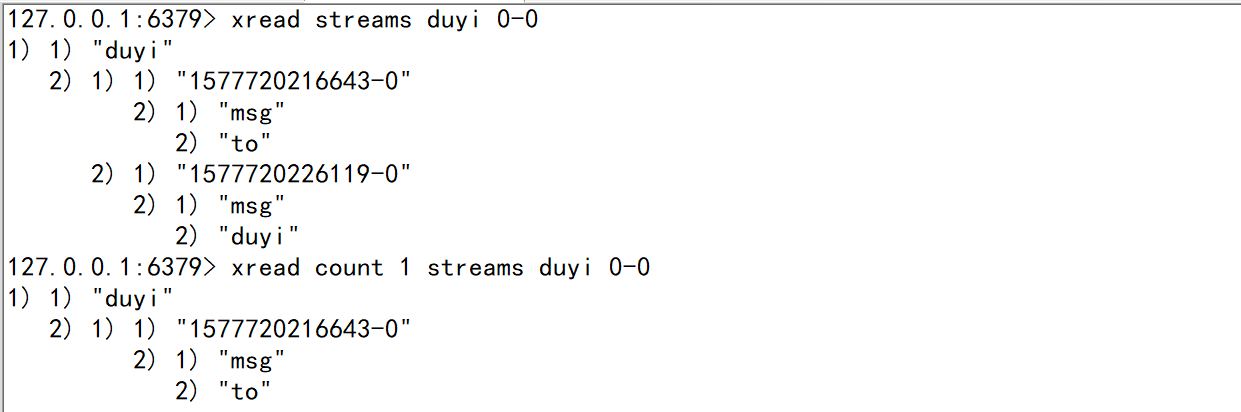 127.0.0.1:6379> xread streams duyi 0-0
1) 1) "duyi"
   2) 1) 1) "1577720216643-0"
         2) 1) "msg"
            2) "to"
      2) 1) "1577720226119-0"
         2) 1) "msg"
            2) "duyi"
127.0.0.1:6379> xread count 1 streams duyi 0-0
1) 1) "duyi"
   2) 1) 1) "1577720216643-0"
         2) 1) "msg"
            2) "to"